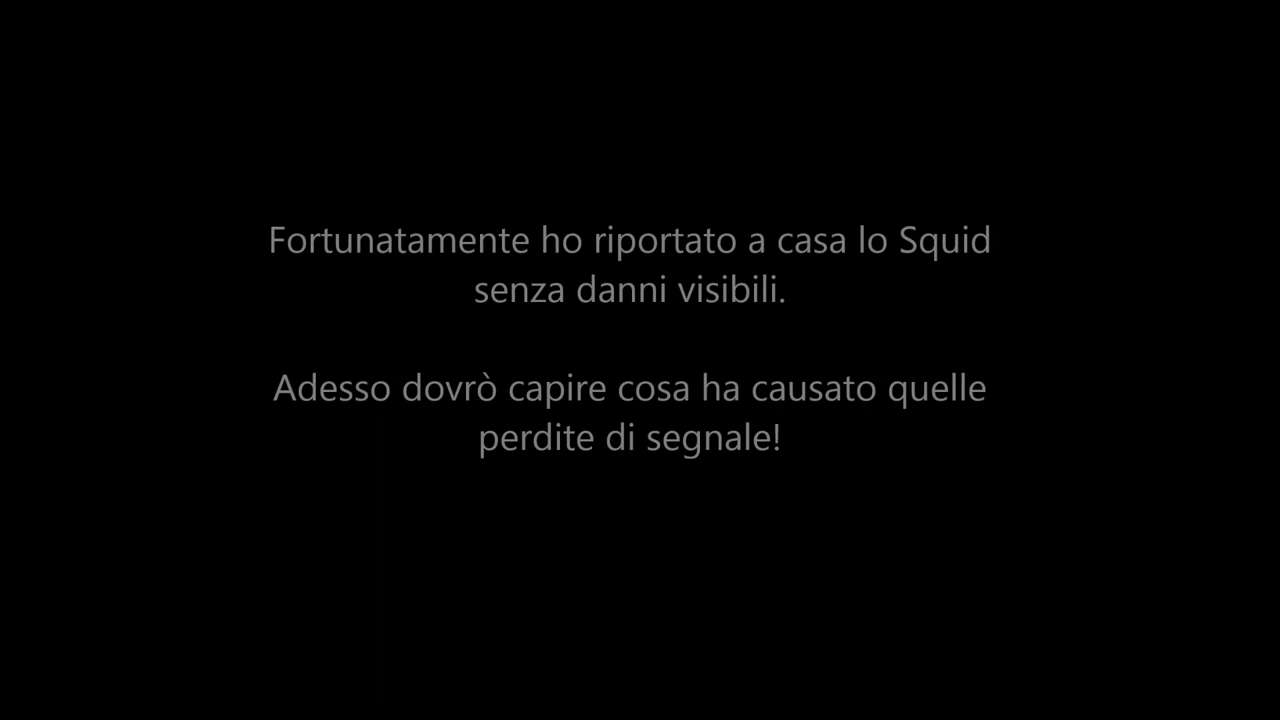 Fortunatamente ho riportato a casa lo Squid
senza danni visibili.
Adesso dovrò capire cosa ha causato quelle
perdite di segnale!